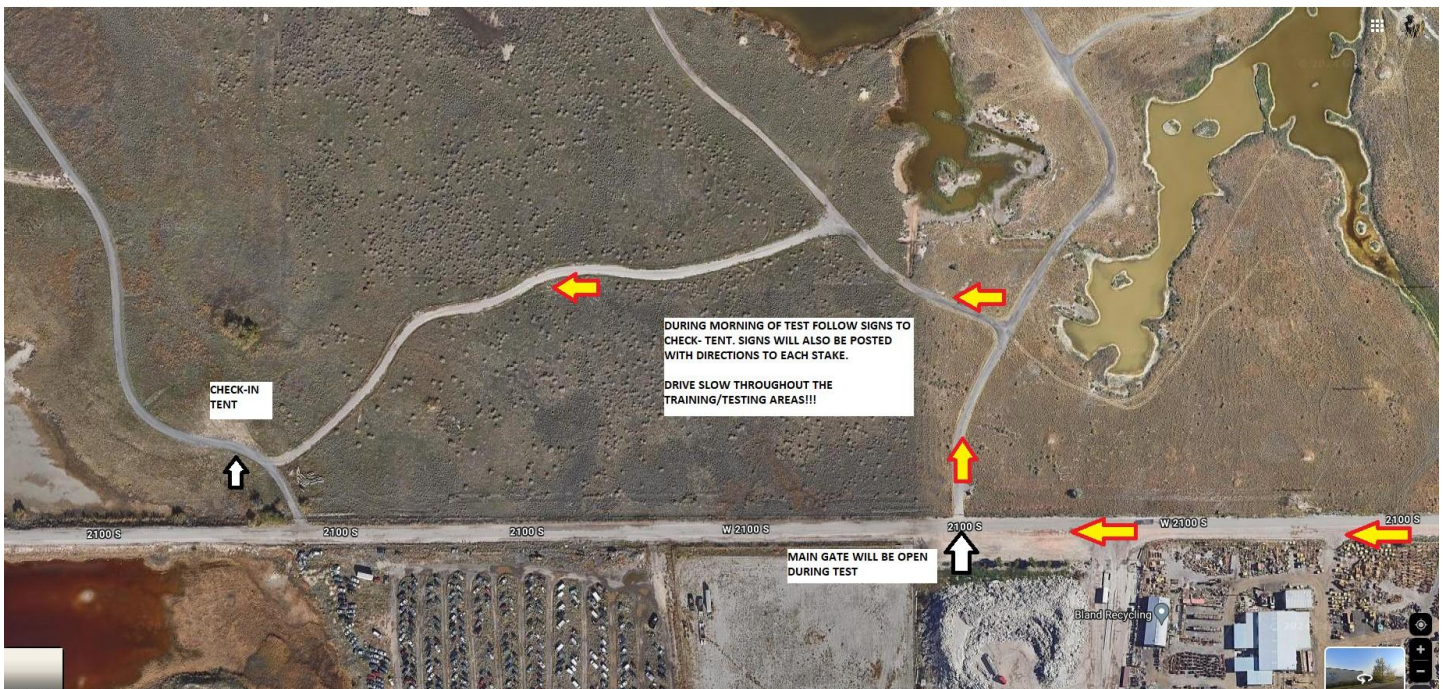 DURING MORNING OF TEST FOLLOW SIGNS TO
CHECK- TENT. SIGNS WILL ALSO BE POSTED
WITH DIRECTIONS TO EACH STAKE.
DRIVE SLOW THROUGHOUT THE
TRAINING/TESTING AREAS!!!
CHECK-IN
TENT
2100 S
2100 S
2100 S
W 2100 S
2100 S
W 2100 S
2100 S
MAIN GATE WILL BE OPEN
DURING TEST
Bland Recycling